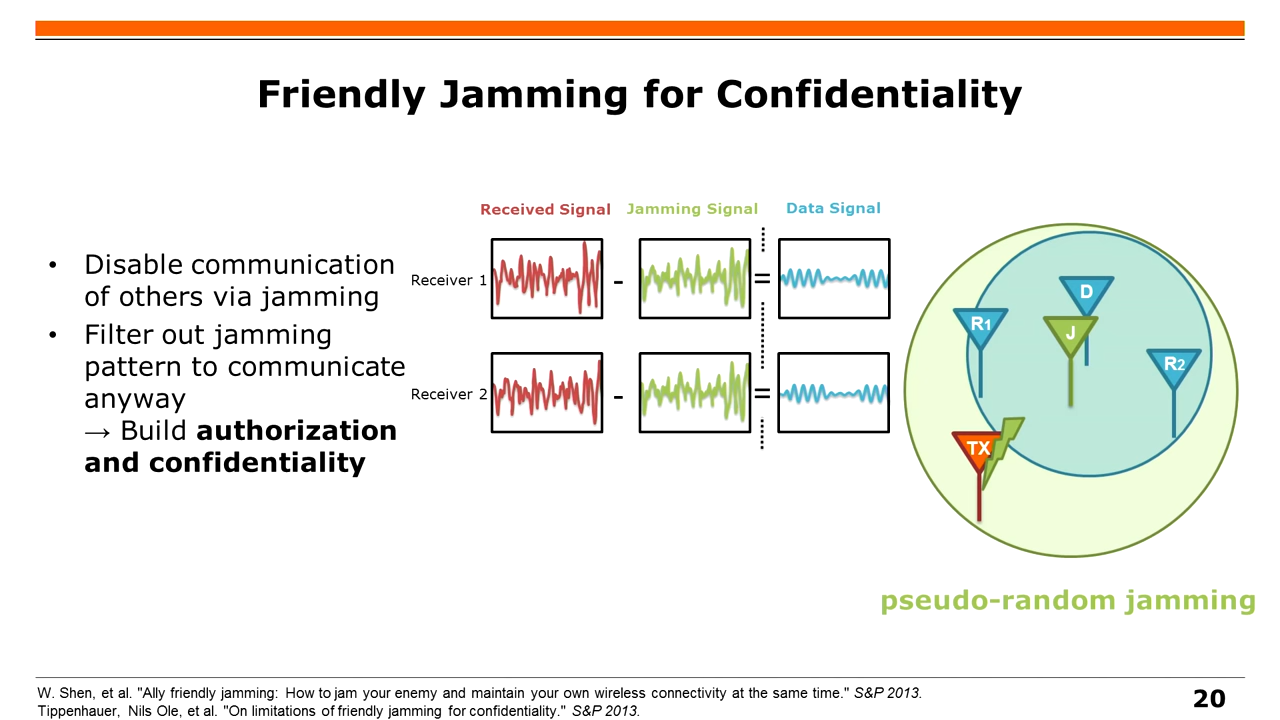 Friendly Jamming for Confidentiality
• Disable communication
of others via jamming
• Filter out jamming
pattern to communicate
anyway
→ Build authorization
and confidentiality
Received Signal Jamming Signal Data Signal
Receiver 1 - =
Receiver 2 - =
D
R1
J
R2
TX
pseudo-random jamming
W. Shen, et al. "Ally friendly jamming: How to jam your enemy and maintain your own wireless connectivity at the same time." S&P 2013.
Tippenhauer, Nils Ole, et al. "On limitations of friendly jamming for confidentiality." S&P 2013.
20